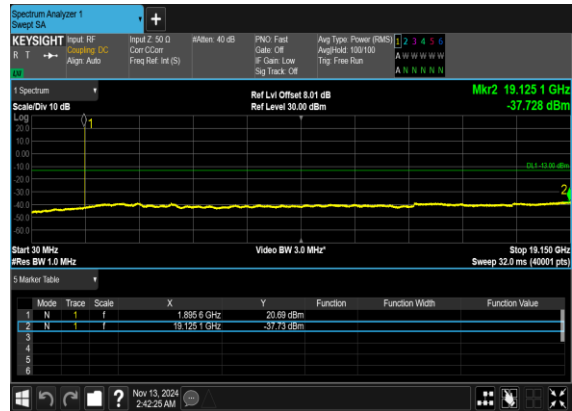 Spectrum Analyzer 1
Swept SA
KEYSIGHT Input: RF Input Z: 50 Ω #Atten: 40 dB PNO: Fast Avg Type: Power (RMS) 1 2 3 4 5 6
R T Coupling: DC Corr CCorr Gate: Off Avg|Hold: 100/100 A W W W W W
Align: Auto Freq Ref: Int (S) IF Gain: Low Trig: Free Run
Sig Track: Off A N N N N N
1 Spectrum Ref Lvl Offset 8.01 dB Mkr2 19.125 1 GHz
Scale/Div 10 dB Ref Level 30.00 dBm -37.728 dBm
Log
1
20.0
10.0
0.00
-10.0
DL1 -13.00 dBm
-20.0
-30.0
2
-40.0
-50.0
-60.0
Start 30 MHz Video BW 3.0 MHz* Stop 19.150 GHz
#Res BW 1.0 MHz Sweep 32.0 ms (40001 pts)
5 Marker Table
Mode Trace Scale X Y Function Function Width Function Value
1 N 1 f 1.895 6 GHz 20.69 dBm
2 N 1 f 19.125 1 GHz -37.73 dBm
3
4
5
6
? Nov 13, 2024
2:42:25 AM